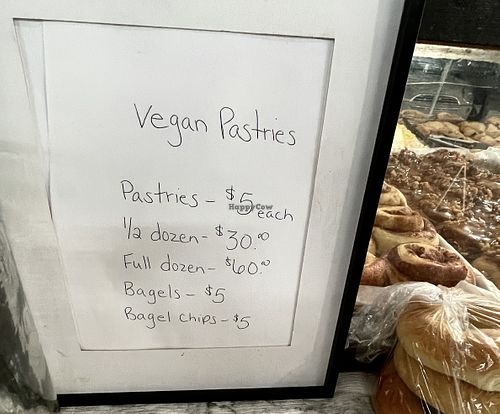 Vegan Pastries
Pastries - $5 each
HappyCow
1/2 dozen - $30.00
Full dozen - $60.00
Bagels - $5
Bagel chips - $5